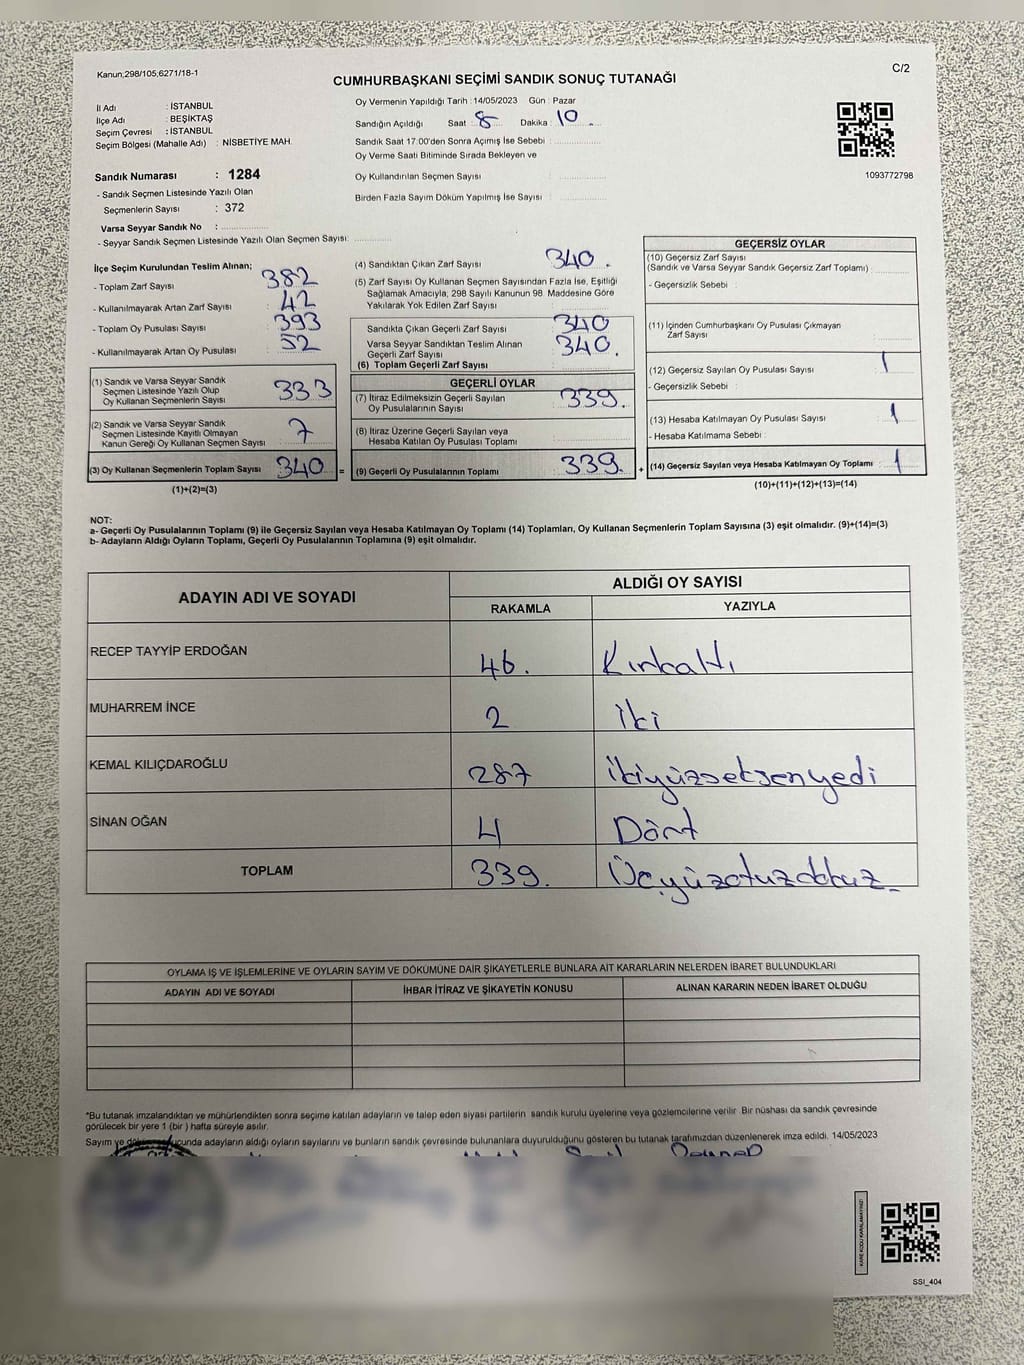 Kanun;298/105;6271/18-1
CUMHURBAŞKANI SEÇİMİ SANDIK SONUÇ TUTANAĞI
C/2
İl Adı : İSTANBUL
İlçe Adı : BEŞİKTAŞ
Seçim Çevresi : İSTANBUL
Seçim Bölgesi (Mahalle Adı) : NİSBETİYE MAH.
Sandık Numarası : 1284
- Sandık Seçmen Listesinde Yazılı Olan
Seçmenlerin Sayısı : 372
Varsa Seyyar Sandık No :
- Seyyar Sandık Seçmen Listesinde Yazılı Olan Seçmen Sayısı:
Oy Vermenin Yapıldığı Tarih : 14/05/2023 Gün : Pazar
Sandığın Açıldığı Saat : 8 Dakika : 10
Sandık Saat 17:00'den Sonra Açımış İse Sebebi :
Oy Verme Saati Bitiminde Sırada Bekleyen ve
Oy Kullandırılan Seçmen Sayısı :
Birden Fazla Sayım Döküm Yapılmış İse Sayısı :
1093772798
İlçe Seçim Kurulundan Teslim Alınan;
- Toplam Zarf Sayısı : 382
- Kullanılmayarak Artan Zarf Sayısı : 42
- Toplam Oy Pusulası Sayısı : 393
- Kullanılmayarak Artan Oy Pusulası : 52
(1) Sandık ve Varsa Seyyar Sandık
Seçmen Listesinde Yazılı Olup
Oy Kullanan Seçmenlerin Sayısı : 333
(2) Sandık ve Varsa Seyyar Sandık
Seçmen Listesinde Kayıtlı Olmayan
Kanun Gereği Oy Kullanan Seçmen Sayısı : 7
(3) Oy Kullanan Seçmenlerin Toplam Sayısı : 340 =
(1)+(2)=(3)
(4) Sandıktan Çıkan Zarf Sayısı : 340.
(5) Zarf Sayısı Oy Kullanan Seçmen Sayısından Fazla İse, Eşitliği
Sağlamak Amacıyla, 298 Sayılı Kanunun 98. Maddesine Göre
Yakılarak Yok Edilen Zarf Sayısı :
Sandıkta Çıkan Geçerli Zarf Sayısı : 340
Varsa Seyyar Sandıktan Teslim Alınan
Geçerli Zarf Sayısı : 340.
(6) Toplam Geçerli Zarf Sayısı :
GEÇERLİ OYLAR
(7) İtiraz Edilmeksizin Geçerli Sayılan
Oy Pusulalarının Sayısı : 339.
(8) İtiraz Üzerine Geçerli Sayılan veya
Hesaba Katılan Oy Pusulası Toplamı :
(9) Geçerli Oy Pusulalarının Toplamı : 339. +
GEÇERSİZ OYLAR
(10) Geçersiz Zarf Sayısı
(Sandık ve Varsa Seyyar Sandık Geçersiz Zarf Toplamı) :
- Geçersizlik Sebebi :
(11) İçinden Cumhurbaşkanı Oy Pusulası Çıkmayan
Zarf Sayısı :
(12) Geçersiz Sayılan Oy Pusulası Sayısı : 1
- Geçersizlik Sebebi :
(13) Hesaba Katılmayan Oy Pusulası Sayısı : 1
- Hesaba Katılmama Sebebi :
(14) Geçersiz Sayılan veya Hesaba Katılmayan Oy Toplamı : 1
(10)+(11)+(12)+(13)=(14)
NOT:
a- Geçerli Oy Pusulalarının Toplamı (9) ile Geçersiz Sayılan veya Hesaba Katılmayan Oy Toplamı (14) Toplamları, Oy Kullanan Seçmenlerin Toplam Sayısına (3) eşit olmalıdır. (9)+(14)=(3)
b- Adayların Aldığı Oyların Toplamı, Geçerli Oy Pusulalarının Toplamına (9) eşit olmalıdır.
ADAYIN ADI VE SOYADI
ALDIĞI OY SAYISI
RAKAMLA YAZIYLA
RECEP TAYYİP ERDOĞAN 46. Kırkaltı
MUHARREM İNCE 2 İki
KEMAL KILIÇDAROĞLU 287 ikiyüzseksenyedi
SİNAN OĞAN 4 Dört
TOPLAM 339. Üçyüzotuzdokuz
OYLAMA İŞ VE İŞLEMLERİNE VE OYLARIN SAYIM VE DÖKÜMÜNE DAİR ŞİKAYETLERLE BUNLARA AİT KARARLARIN NELERDEN İBARET BULUNDUKLARI
ADAYIN ADI VE SOYADI İHBAR İTİRAZ VE ŞİKAYETİN KONUSU ALINAN KARARIN NEDEN İBARET OLDUĞU
*Bu tutanak imzalandıktan ve mühürlendikten sonra seçime katılan adayların ve talep eden siyasi partilerin sandık kurulu üyelerine veya gözlemcilerine verilir. Bir nüshası da sandık çevresinde
görülecek bir yere 1 (bir ) hafta süreyle asılır.
Sayım ve adayların aldığı oyların sayılarını ve bunların sandık çevresinde bulunanlara duyurulduğunu gösteren bu tutanak tarafımızdan düzenlenerek imza edildi. 14/05/2023
KARE KODU KARALAMAYINIZ!
SSI_404